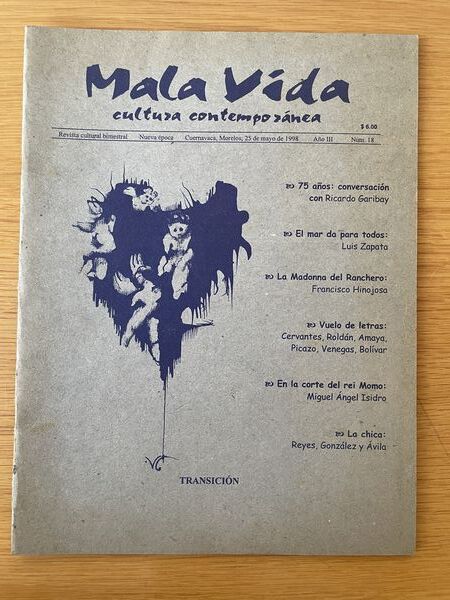 Mala Vida
cultura contemporánea
$ 6.00
Revista cultural bimestral Nueva época Cuernavaca, Morelos, 25 de mayo de 1998 Año III Núm. 18
75 años: conversación
con Ricardo Garibay
El mar da para todos:
Luis Zapata
La Madonna del Ranchero:
Francisco Hinojosa
Vuelo de letras:
Cervantes, Roldán, Amaya,
Picazo, Venegas, Bolívar
En la corte del rei Momo:
Miguel Ángel Isidro
La chica:
Reyes, González y Ávila
VG
TRANSICIÓN